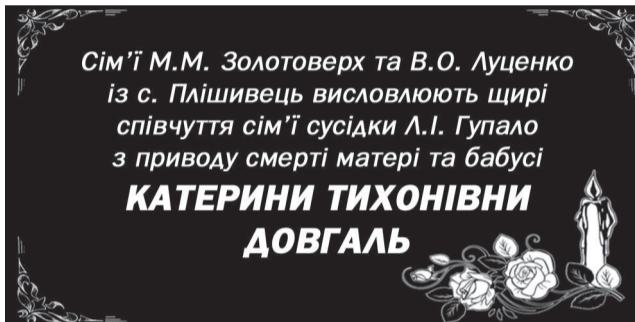 Сім’ї М.М. Золотоверх та В.О. Луценко
із с. Плішивець висловлюють щирі
співчуття сім’ї сусідки Л.І. Гупало
з приводу смерті матері та бабусі
КАТЕРИНИ ТИХОНІВНИ
ДОВГАЛЬ